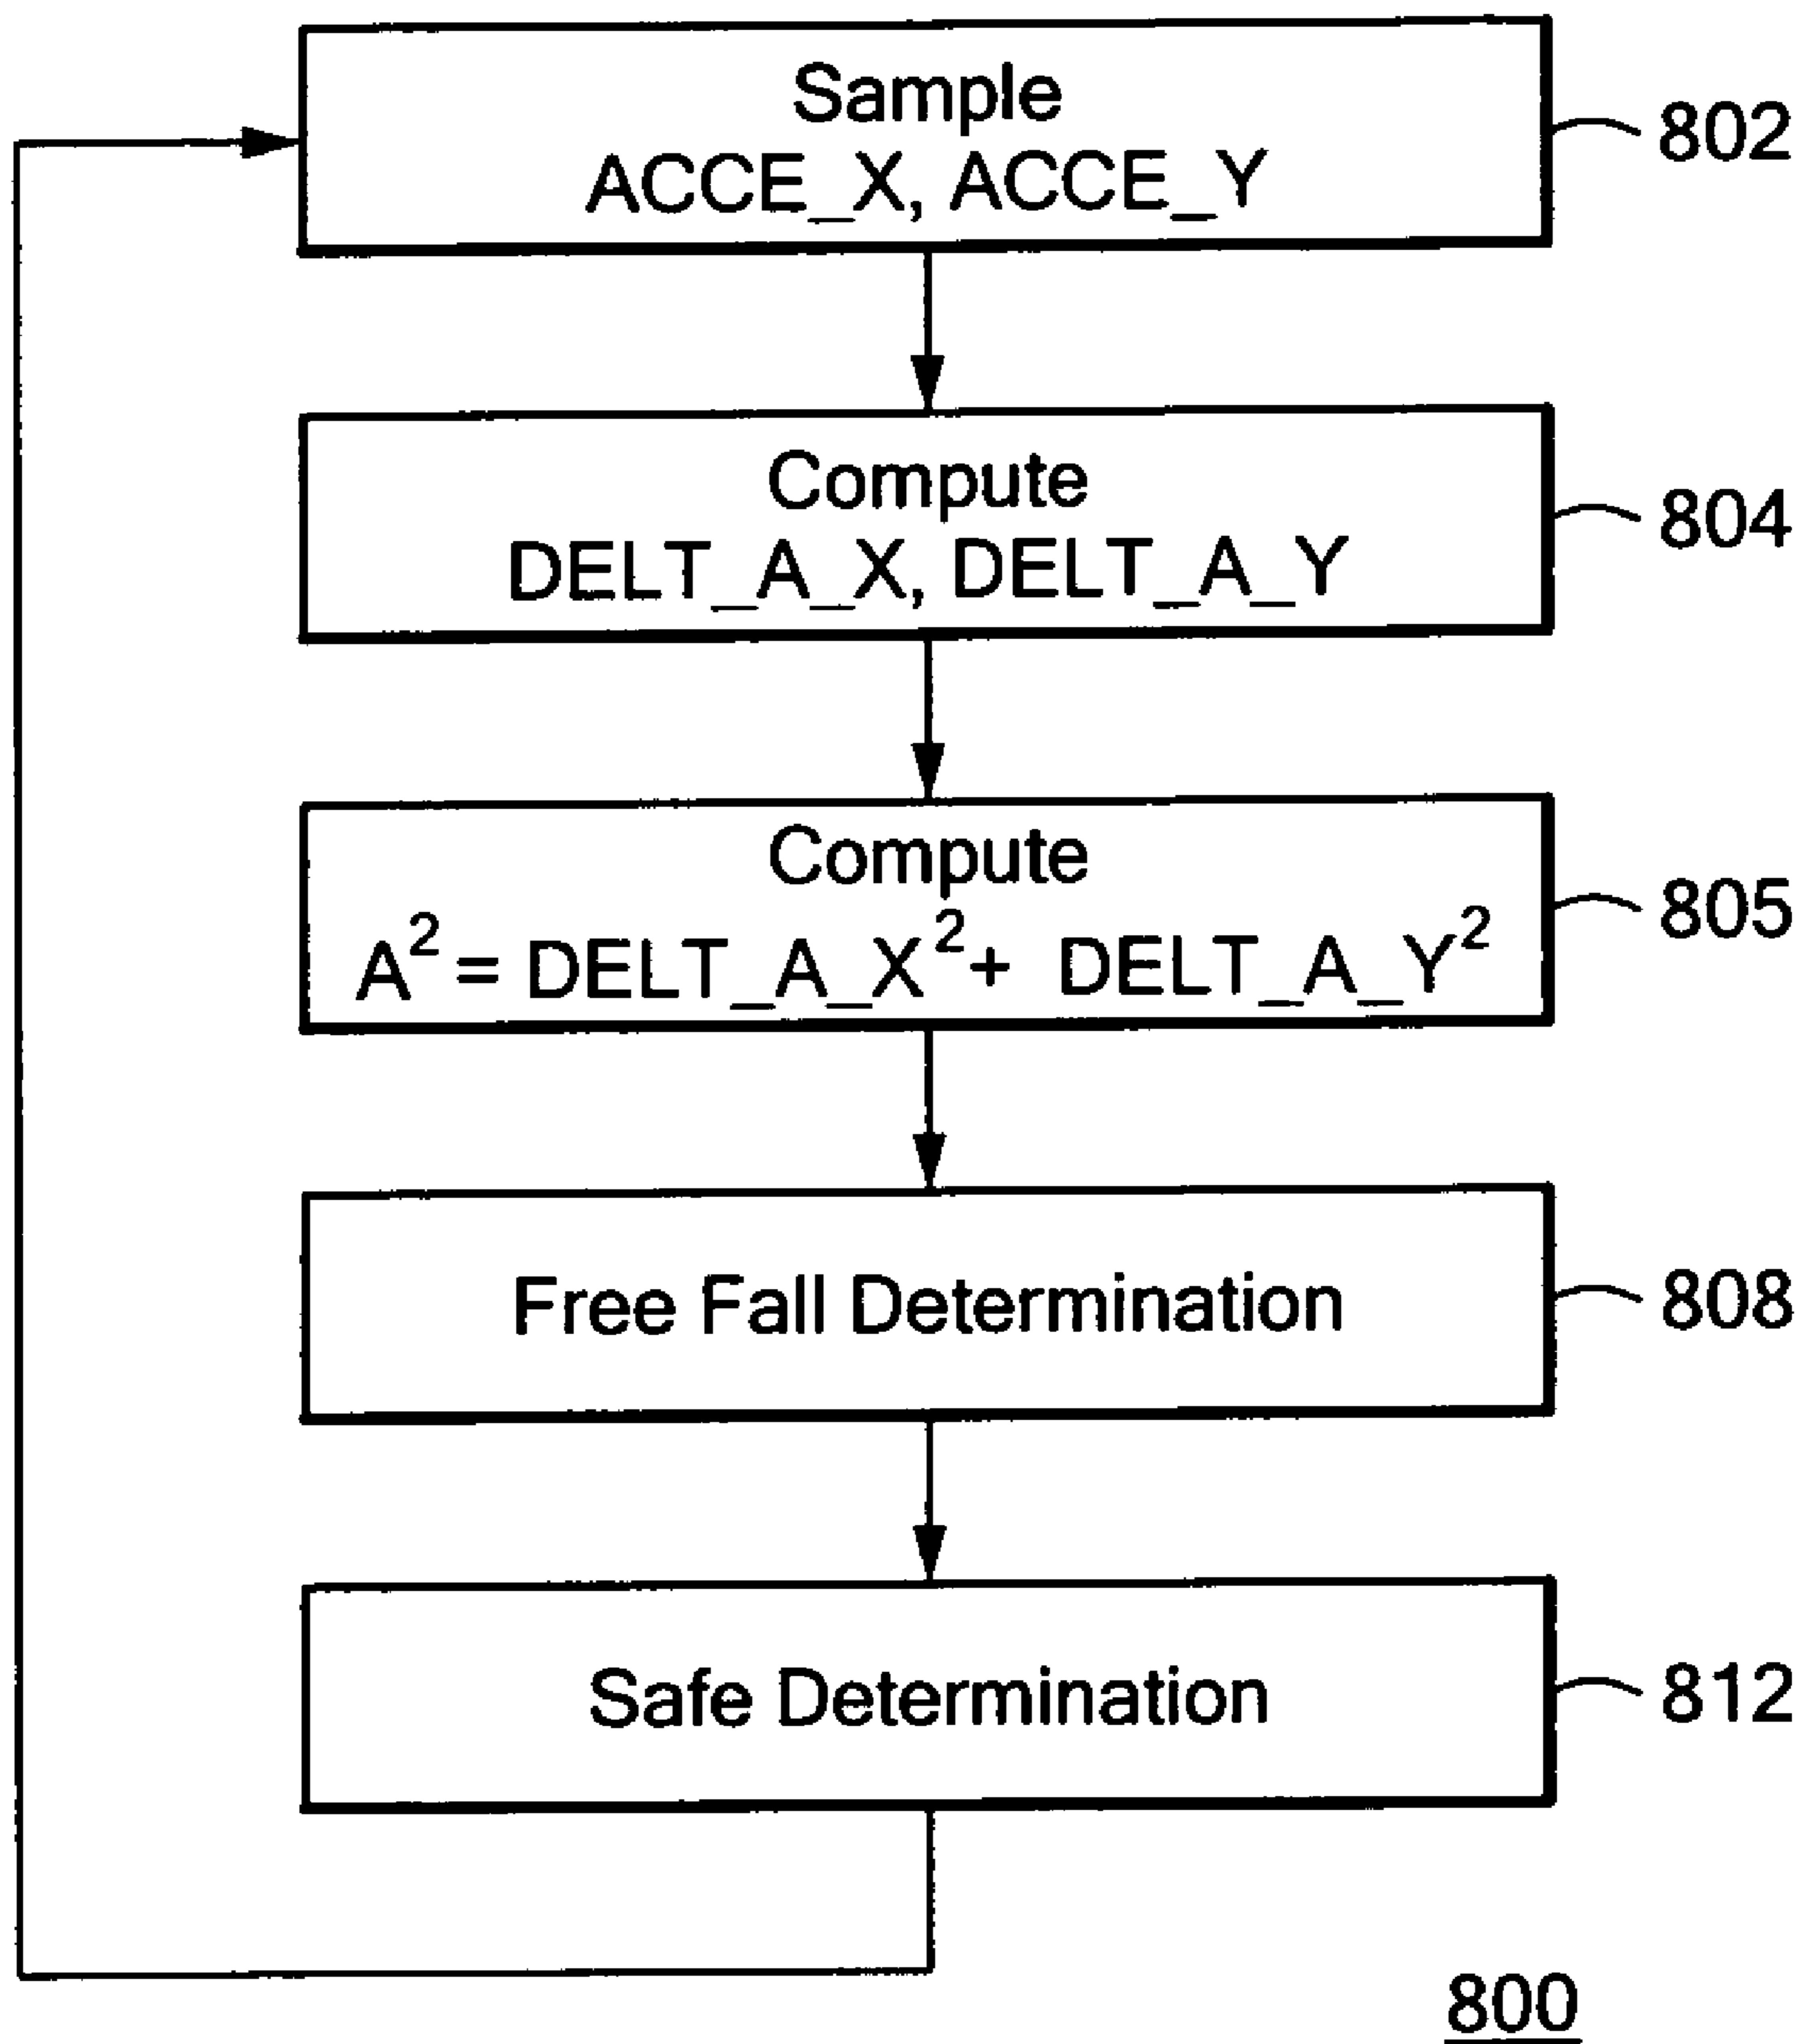 Sample
ACCE_X, ACCE_Y
802
Compute
DELT_A_X, DELT_A_Y
804
Compute
A² = DELT_A_X² + DELT_A_Y²
805
Free Fall Determination
808
Safe Determination
812
800